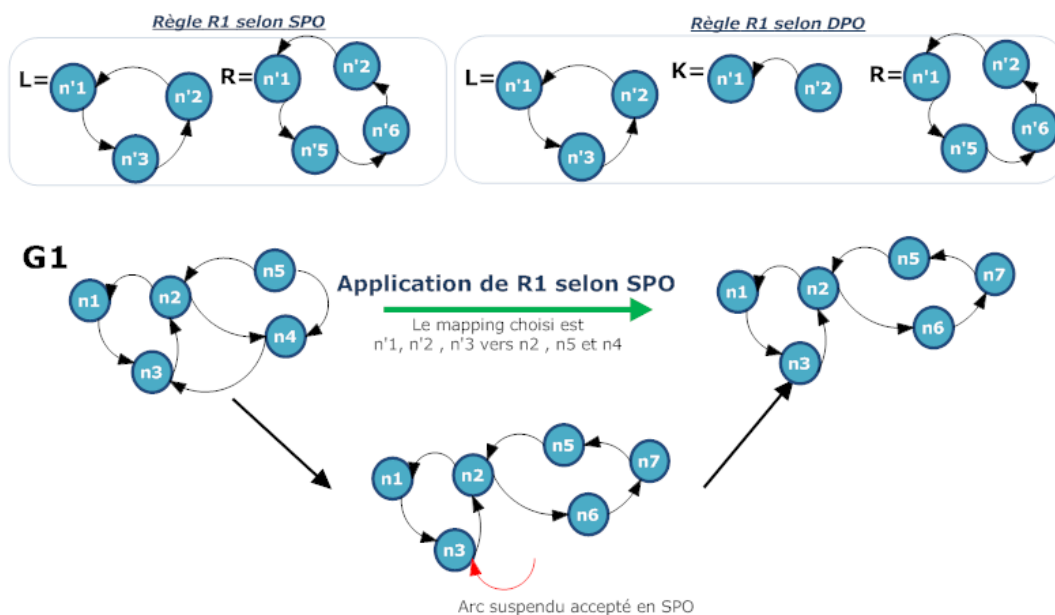 Règle R1 selon SPO
Règle R1 selon DPO
L= n'1 n'2 n'3
R= n'1 n'2 n'6 n'5
L= n'1 n'2 n'3
K= n'1 n'2
R= n'1 n'2 n'6 n'5
G1
n1 n2 n5 n4 n3
Application de R1 selon SPO
Le mapping choisi est
n'1, n'2 , n'3 vers n2 , n5 et n4
n1 n2 n5 n7 n6 n3
n1 n2 n5 n7 n6 n3
Arc suspendu accepté en SPO